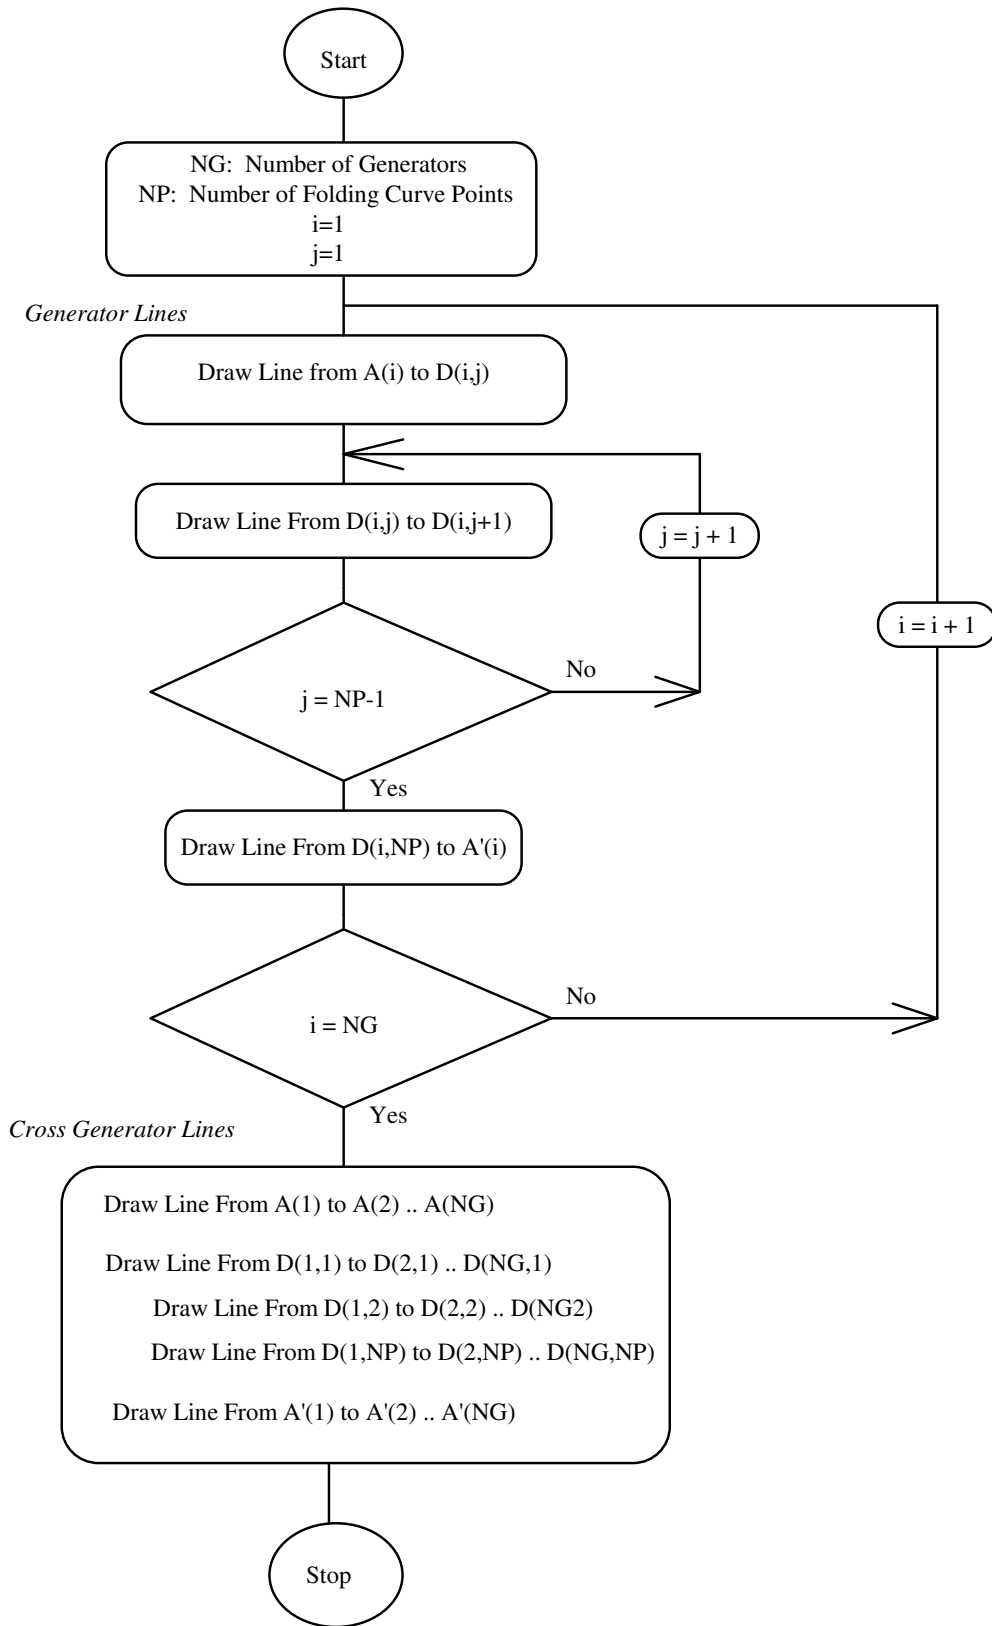 Start
NG:  Number of Generators
NP:  Number of Folding Curve Points
i=1
j=1
Generator Lines
Draw Line from A(i) to D(i,j)
Draw Line From D(i,j) to D(i,j+1)
j = j + 1
i = i + 1
No
j = NP-1
Yes
Draw Line From D(i,NP) to A'(i)
No
i = NG
Yes
Cross Generator Lines
Draw Line From A(1) to A(2) .. A(NG)
Draw Line From D(1,1) to D(2,1) .. D(NG,1)
Draw Line From D(1,2) to D(2,2) .. D(NG2)
Draw Line From D(1,NP) to D(2,NP) .. D(NG,NP)
Draw Line From A'(1) to A'(2) .. A'(NG)
Stop